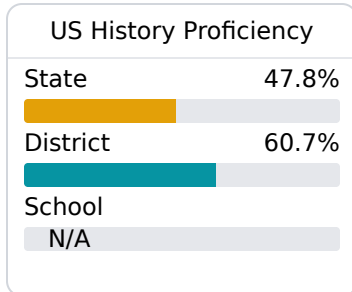 US History Proficiency
State 47.8%
District 60.7%
School
N/A